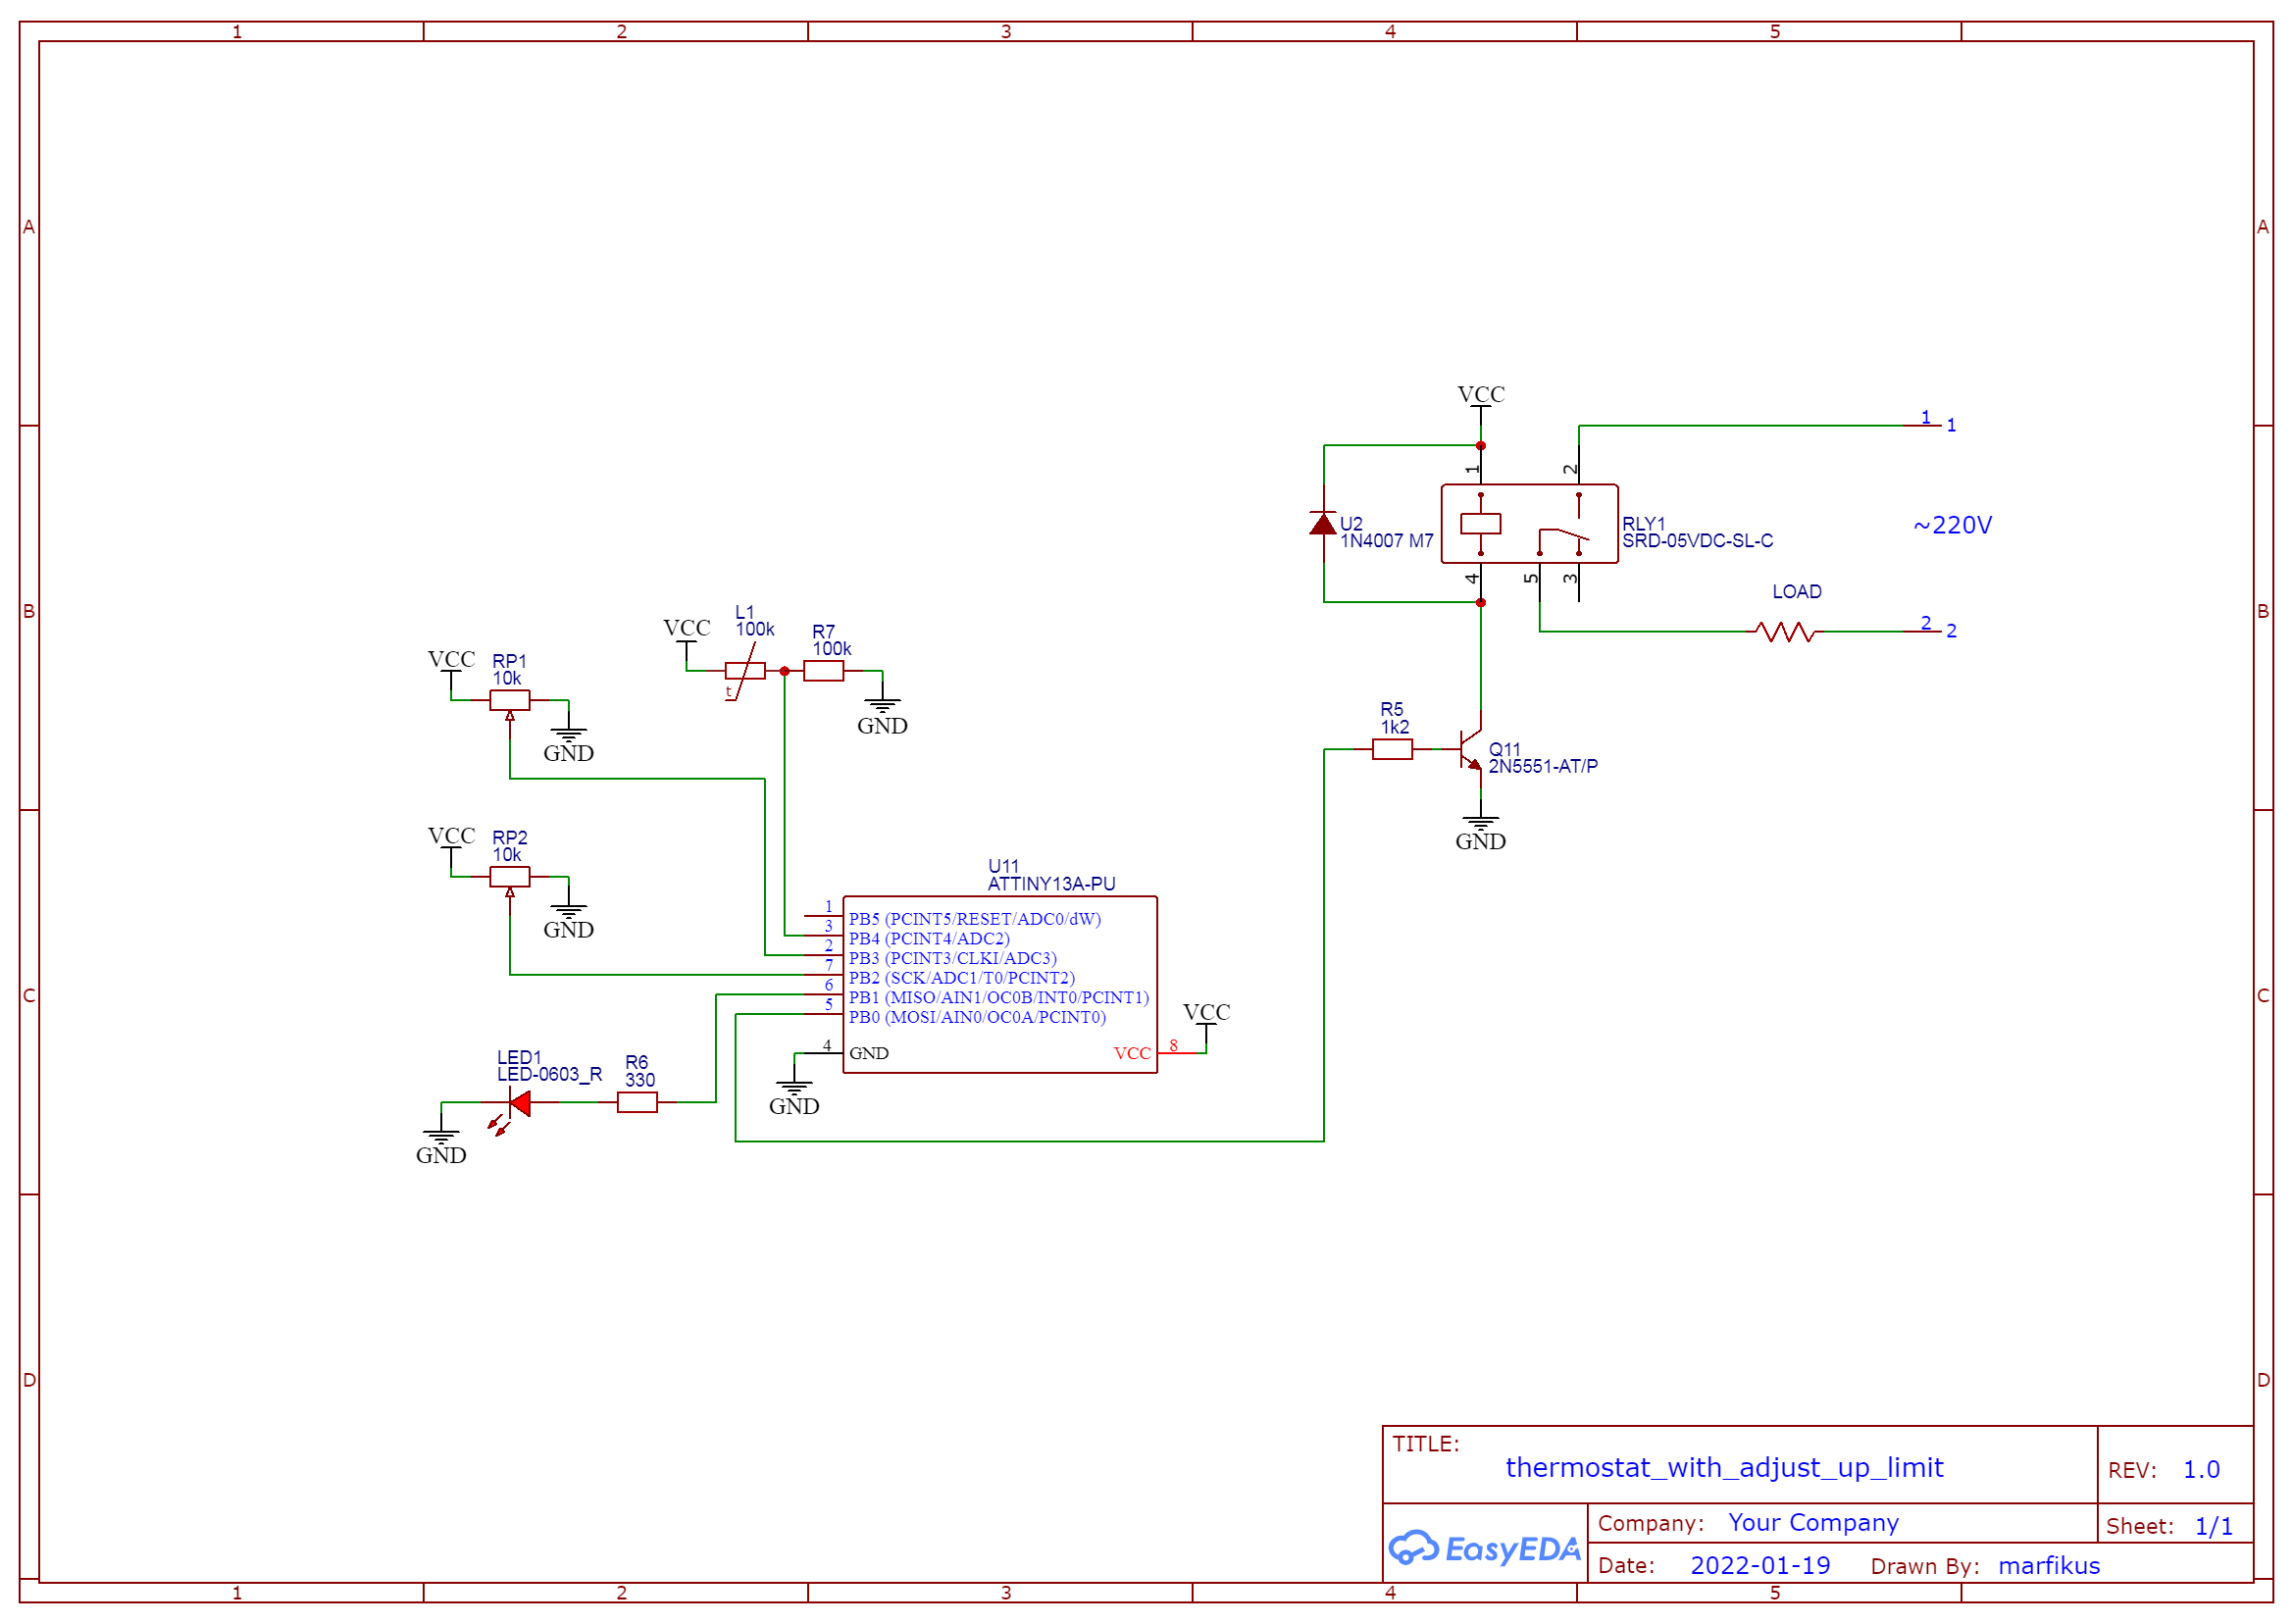 1 2 3 4 5
A A
VCC
1 1
1 2
U2
1N4007 M7
RLY1
SRD-05VDC-SL-C
~220V
4 5 3
LOAD
B B
2 2
VCC
L1
100k
t
R7
100k
GND
VCC
RP1
10k
GND
R5
1k2
Q11
2N5551-AT/P
GND
VCC
RP2
10k
GND
U11
ATTINY13A-PU
1 PB5 (PCINT5/RESET/ADC0/dW)
3 PB4 (PCINT4/ADC2)
2 PB3 (PCINT3/CLKI/ADC3)
7 PB2 (SCK/ADC1/T0/PCINT2)
6 PB1 (MISO/AIN1/OC0B/INT0/PCINT1)
5 PB0 (MOSI/AIN0/OC0A/PCINT0)
4 GND
VCC 8
VCC
GND
C C
LED1
LED-0603_R
R6
330
GND
D D
TITLE:
thermostat_with_adjust_up_limit
REV: 1.0
EasyEDA
Company: Your Company
Sheet: 1/1
Date: 2022-01-19 Drawn By: marfikus
1 2 3 4 5